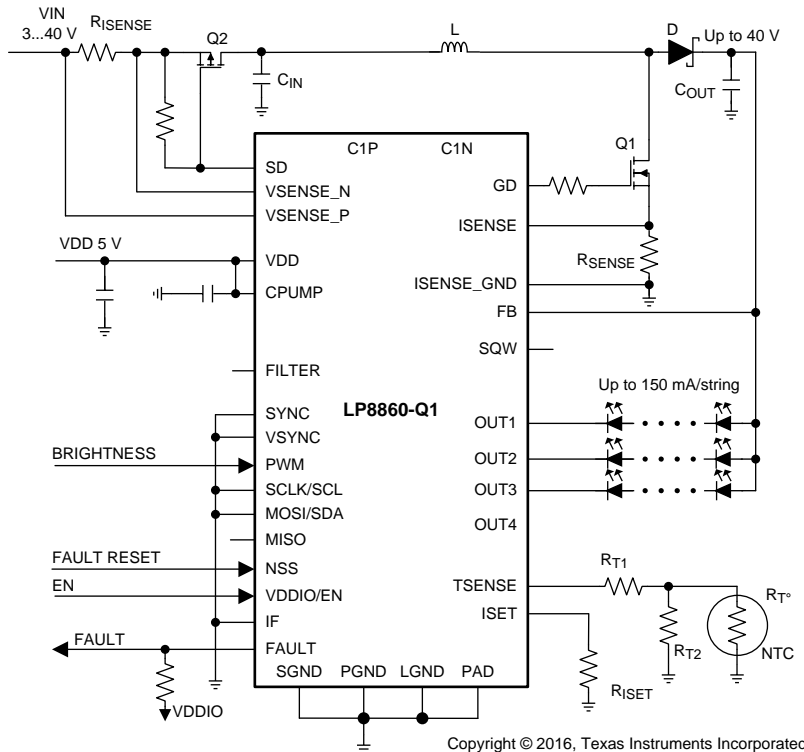 VIN
3...40 V
RISENSE
Q2
L
D
Up to 40 V
CIN
COUT
C1P
C1N
Q1
SD
GD
VSENSE_N
VSENSE_P
ISENSE
VDD 5 V
VDD
RSENSE
CPUMP
ISENSE_GND
FB
SQW
FILTER
Up to 150 mA/string
LP8860-Q1
SYNC
OUT1
VSYNC
BRIGHTNESS
PWM
OUT2
SCLK/SCL
OUT3
MOSI/SDA
OUT4
MISO
FAULT RESET
NSS
RT1
EN
TSENSE
VDDIO/EN
RT°
ISET
IF
FAULT
FAULT
RT2
NTC
SGND
PGND
LGND
PAD
RISET
VDDIO
Copyright © 2016, Texas Instruments Incorporated